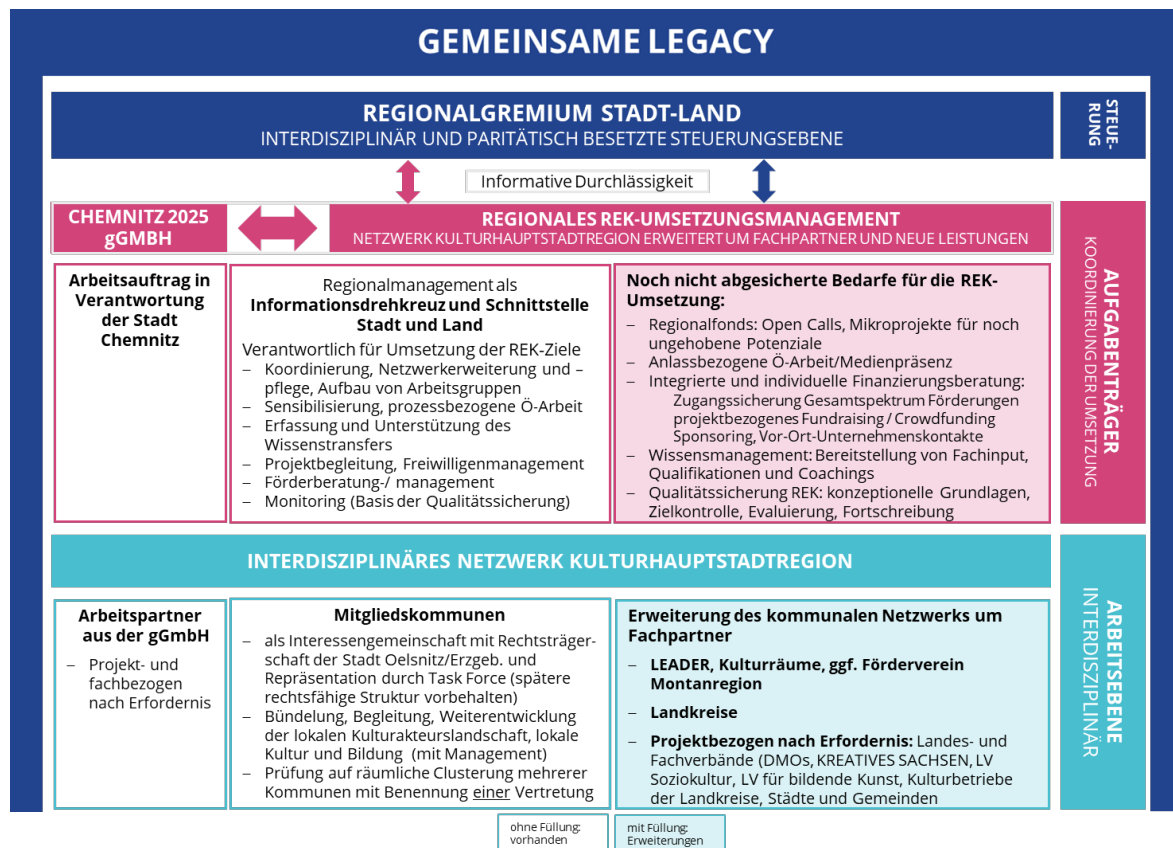 GEMEINSAME LEGACY
REGIONALGREMIUM STADT-LAND
INTERDISZIPLINÄR UND PARITÄTISCH BESETZTE STEUERUNGSEBENE
STEUE-
RUNG
Informative Durchlässigkeit
CHEMNITZ 2025
gGMBH
REGIONALES REK-UMSETZUNGSMANAGEMENT
NETZWERK KULTURHAUPTSTADTREGION ERWEITERT UM FACHPARTNER UND NEUE LEISTUNGEN
Arbeitsauftrag in
Verantwortung
der Stadt
Chemnitz
Regionalmanagement als
Informationsdrehkreuz und Schnittstelle
Stadt und Land
Verantwortlich für Umsetzung der REK-Ziele
– Koordinierung, Netzwerkerweiterung und –
pflege, Aufbau von Arbeitsgruppen
– Sensibilisierung, prozessbezogene Ö-Arbeit
– Erfassung und Unterstützung des
Wissenstransfers
– Projektbegleitung, Freiwilligenmanagement
– Förderberatung-/ management
– Monitoring (Basis der Qualitätssicherung)
Noch nicht abgesicherte Bedarfe für die REK-
Umsetzung:
– Regionalfonds: Open Calls, Mikroprojekte für noch
ungehobene Potenziale
– Anlassbezogene Ö-Arbeit/Medienpräsenz
– Integrierte und individuelle Finanzierungsberatung:
Zugangssicherung Gesamtspektrum Förderungen
projektbezogenes Fundraising / Crowdfunding
Sponsoring, Vor-Ort-Unternehmenskontakte
– Wissensmanagement: Bereitstellung von Fachinput,
Qualifikationen und Coachings
– Qualitätssicherung REK: konzeptionelle Grundlagen,
Zielkontrolle, Evaluierung, Fortschreibung
AUFGABENTRÄGER
KOORDINIERUNG DER UMSETZUNG
INTERDISZIPLINÄRES NETZWERK KULTURHAUPTSTADTREGION
Arbeitspartner
aus der gGmbH
– Projekt- und
fachbezogen
nach Erfordernis
Mitgliedskommunen
– als Interessengemeinschaft mit Rechtsträger-
schaft der Stadt Oelsnitz/Erzgeb. und
Repräsentation durch Task Force (spätere
rechtsfähige Struktur vorbehalten)
– Bündelung, Begleitung, Weiterentwicklung
der lokalen Kulturakteurslandschaft, lokale
Kultur und Bildung (mit Management)
– Prüfung auf räumliche Clusterung mehrerer
Kommunen mit Benennung einer Vertretung
Erweiterung des kommunalen Netzwerks um
Fachpartner
– LEADER, Kulturräume, ggf. Förderverein
Montanregion
– Landkreise
– Projektbezogen nach Erfordernis: Landes- und
Fachverbände (DMOs, KREATIVES SACHSEN, LV
Soziokultur, LV für bildende Kunst, Kulturbetriebe
der Landkreise, Städte und Gemeinden
ARBEITSEBENE
INTERDISZIPLINÄR
ohne Füllung:
vorhanden
mit Füllung:
Erweiterungen